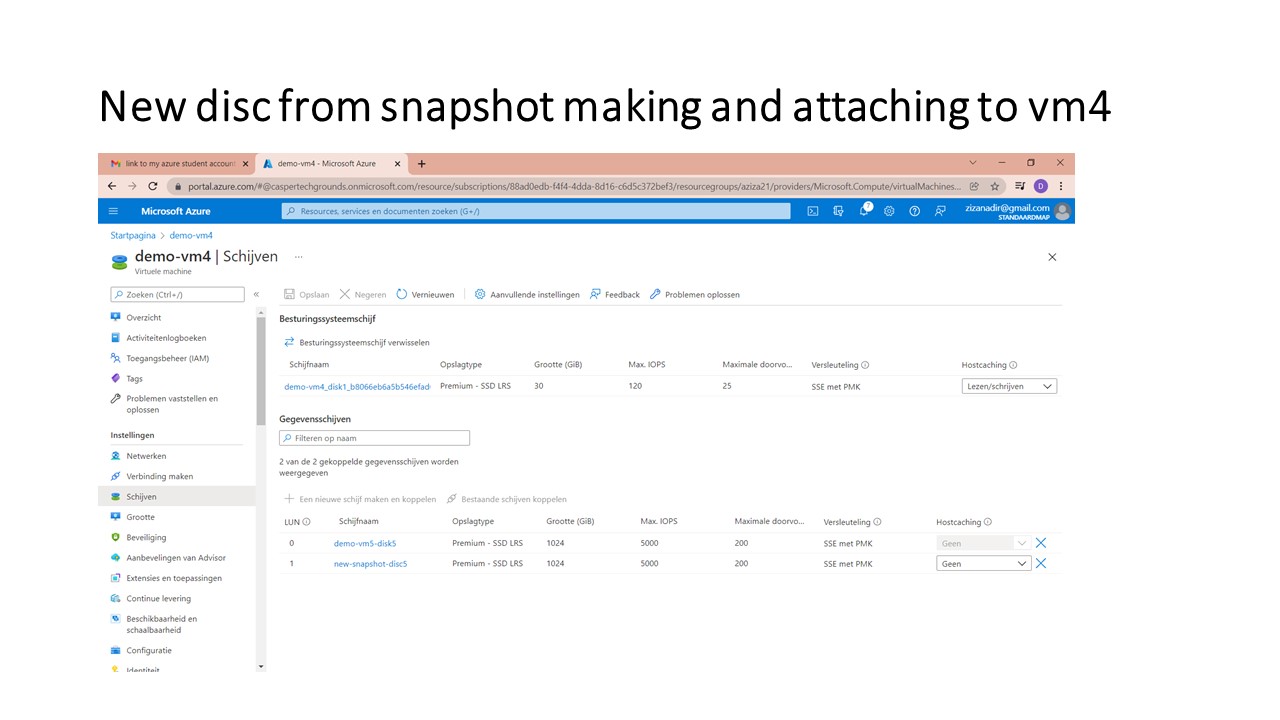 New disc from snapshot making and attaching to vm4
link to my azure student accoun
demo-vm4 - Microsoft Azure
portal.azure.com/#@caspertechgrounds.onmicrosoft.com/resource/subscriptions/88ad0edb-f4f4-4dda-8d16-c6d5c372bef3/resourcegroups/aziza21/providers/Microsoft.Compute/virtualMachines...
D
Microsoft Azure
Resources, services en documenten zoeken (G+/)
7
zizanadir@gmail.com
STANDAARDMAP
Startpagina > demo-vm4
demo-vm4 | Schijven ...
Virtuele machine
Zoeken (Ctrl+/) «
Overzicht
Activiteitenlogboeken
Toegangsbeheer (IAM)
Tags
Problemen vaststellen en
oplossen
Instellingen
Netwerken
Verbinding maken
Schijven
Grootte
Beveiliging
Aanbevelingen van Advisor
Extensies en toepassingen
Continue levering
Beschikbaarheid en
schaalbaarheid
Configuratie
Identiteit
Opslaan Negeren Vernieuwen Aanvullende instellingen Feedback Problemen oplossen
Besturingssysteemschijf
Besturingssysteemschijf verwisselen
Schijfnaam Opslagtype Grootte (GiB) Max. IOPS Maximale doorvo... Versleuteling Hostcaching
demo-vm4_disk1_b8066eb6a5b546efad Premium - SSD LRS 30 120 25 SSE met PMK Lezen/schrijven
Gegevensschijven
Filteren op naam
2 van de 2 gekoppelde gegevensschijven worden
weergegeven
Een nieuwe schijf maken en koppelen Bestaande schijven koppelen
LUN Schijfnaam Opslagtype Grootte (GiB) Max. IOPS Maximale doorvo... Versleuteling Hostcaching
0 demo-vm5-disk5 Premium - SSD LRS 1024 5000 200 SSE met PMK Geen
1 new-snapshot-disc5 Premium - SSD LRS 1024 5000 200 SSE met PMK Geen